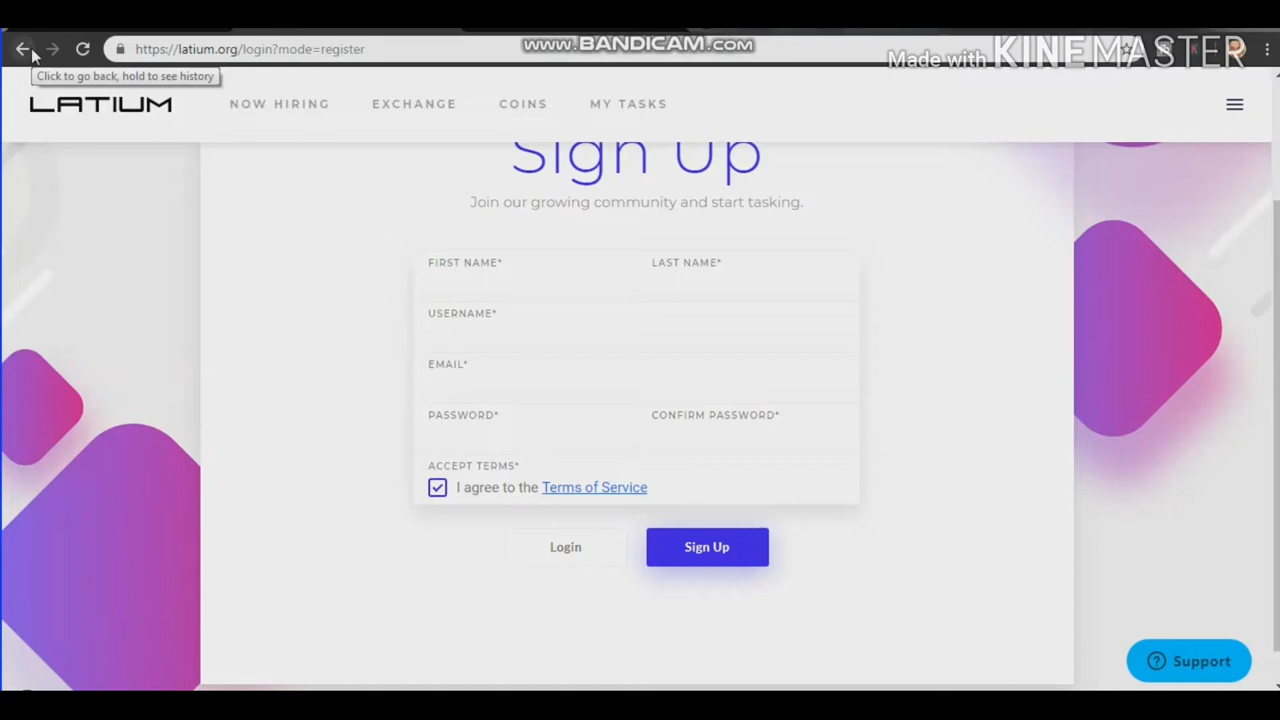 https://latium.org/login?mode=register
www.BANDICAM.com
Made with KINEMASTER
Click to go back, hold to see history
LATIUM
NOW HIRING
EXCHANGE
COINS
MY TASKS
Sign Up
Join our growing community and start tasking.
FIRST NAME*
LAST NAME*
USERNAME*
EMAIL*
PASSWORD*
CONFIRM PASSWORD*
ACCEPT TERMS*
I agree to the Terms of Service
Login
Sign Up
Support